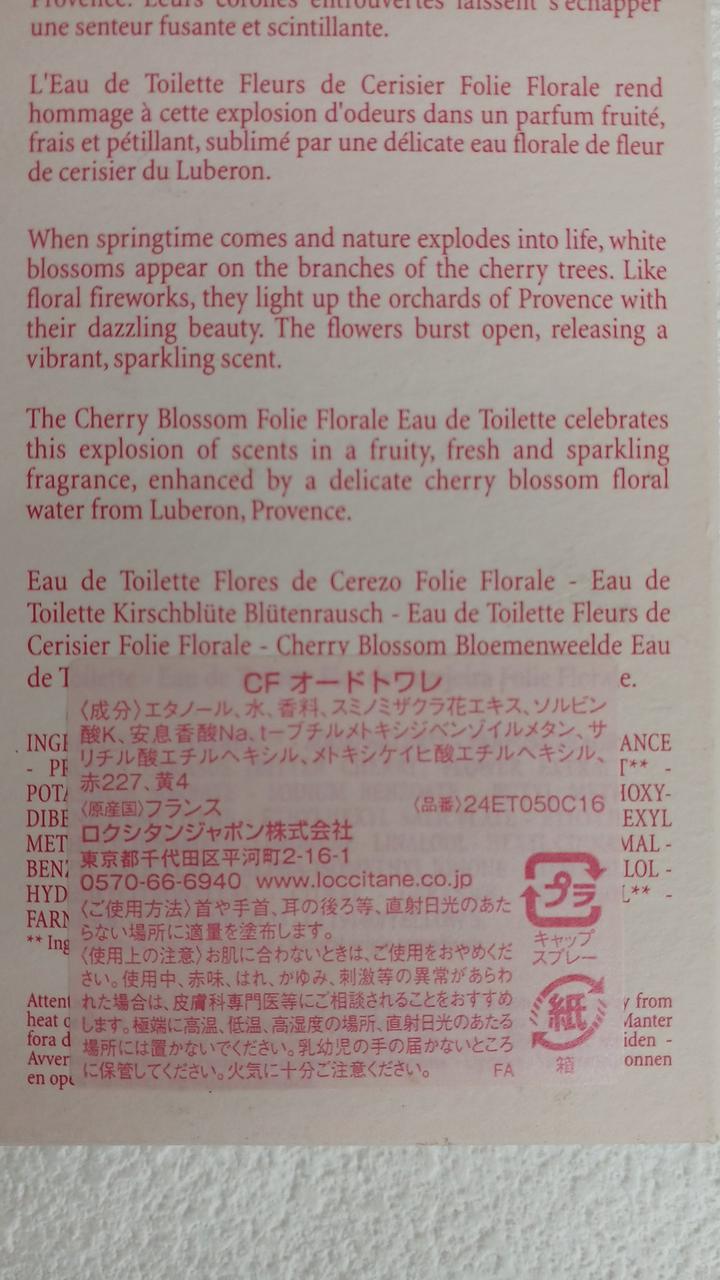 Provence. Leurs corolles entrouvertes laissent s'échapper
une senteur fusante et scintillante.
L'Eau de Toilette Fleurs de Cerisier Folie Florale rend
hommage à cette explosion d'odeurs dans un parfum fruité,
frais et pétillant, sublimé par une délicate eau florale de fleur
de cerisier du Luberon.
When springtime comes and nature explodes into life, white
blossoms appear on the branches of the cherry trees. Like
floral fireworks, they light up the orchards of Provence with
their dazzling beauty. The flowers burst open, releasing a
vibrant, sparkling scent.
The Cherry Blossom Folie Florale Eau de Toilette celebrates
this explosion of scents in a fruity, fresh and sparkling
fragrance, enhanced by a delicate cherry blossom floral
water from Luberon, Provence.
Eau de Toilette Flores de Cerezo Folie Florale - Eau de
Toilette Kirschblüte Blütenrausch - Eau de Toilette Fleurs de
Cerisier Folie Florale - Cherry Blossom Bloemenweelde Eau
de Toilette - Eau de
CF オードトワレ
〈成分〉エタノール、水、香料、スミノミザクラ花エキス、ソルビン
酸K、安息香酸Na、t-ブチルメトキシジベンゾイルメタン、サ
リチル酸エチルヘキシル、メトキシケイヒ酸エチルヘキシル、
赤227、黄4
〈原産国〉フランス 〈品番〉24ET050C16
ロクシタンジャポン株式会社
東京都千代田区平河町2-16-1
0570-66-6940 www.loccitane.co.jp
〈ご使用方法〉首や手首、耳の後ろ等、直射日光のあた
らない場所に適量を塗布します。
〈使用上の注意〉お肌に合わないときは、ご使用をおやめくだ
さい。使用中、赤味、はれ、かゆみ、刺激等の異常があらわ
れた場合は、皮膚科専門医等にご相談されることをおすすめ
します。極端に高温、低温、高湿度の場所、直射日光のあたる
場所には置かないでください。乳幼児の手の届かないところ
に保管してください。火気に十分ご注意ください。 FA
プラ
キャップ
スプレー
紙
箱